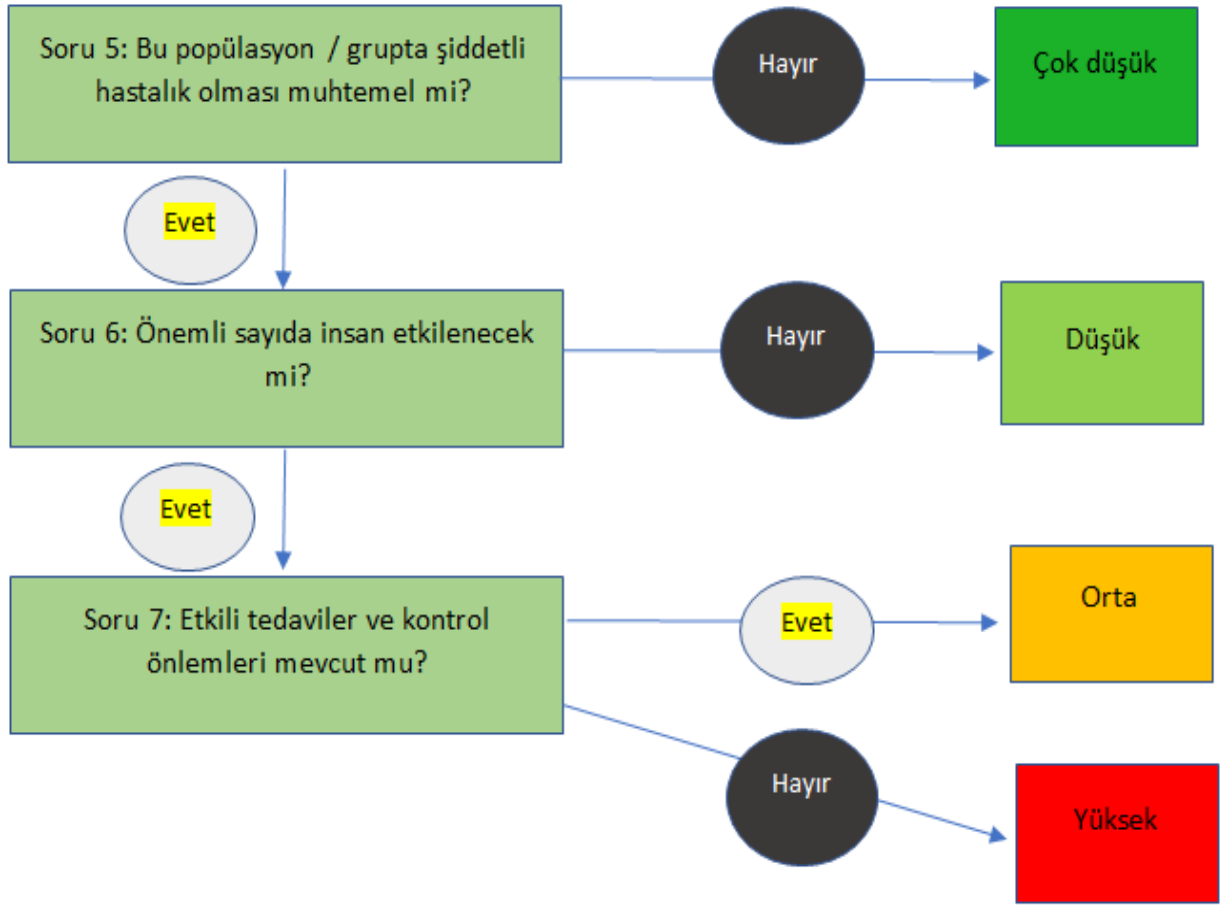 Soru 5: Bu popülasyon / grupta şiddetli
hastalık olması muhtemel mi?
Hayır
Çok düşük
Evet
Soru 6: Önemli sayıda insan etkilenecek
mi?
Hayır
Düşük
Evet
Soru 7: Etkili tedaviler ve kontrol
önlemleri mevcut mu?
Evet
Orta
Hayır
Yüksek